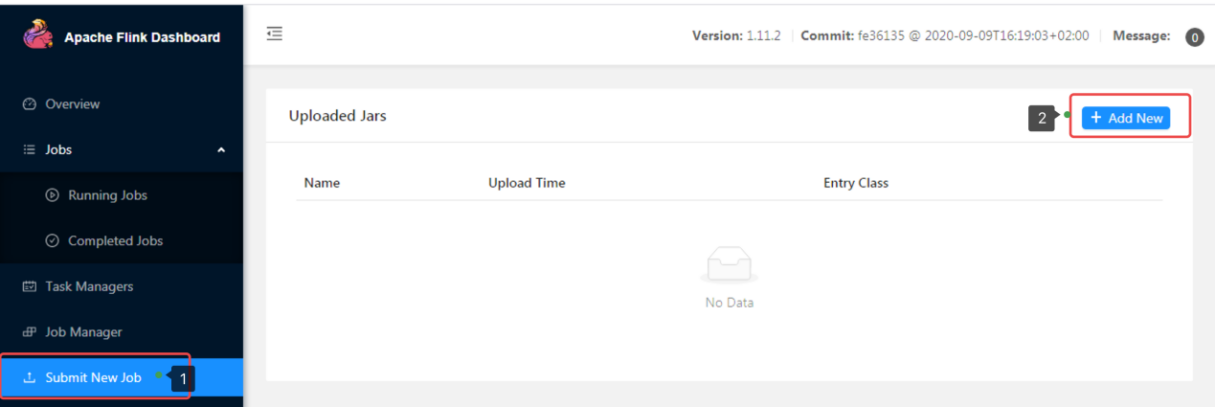 Apache Flink Dashboard
Version: 1.11.2 Commit: fe36135 @ 2020-09-09T16:19:03+02:00 Message: 0
Overview
Jobs
Running Jobs
Completed Jobs
Task Managers
Job Manager
Submit New Job 1
Uploaded Jars
2 + Add New
Name Upload Time Entry Class
No Data